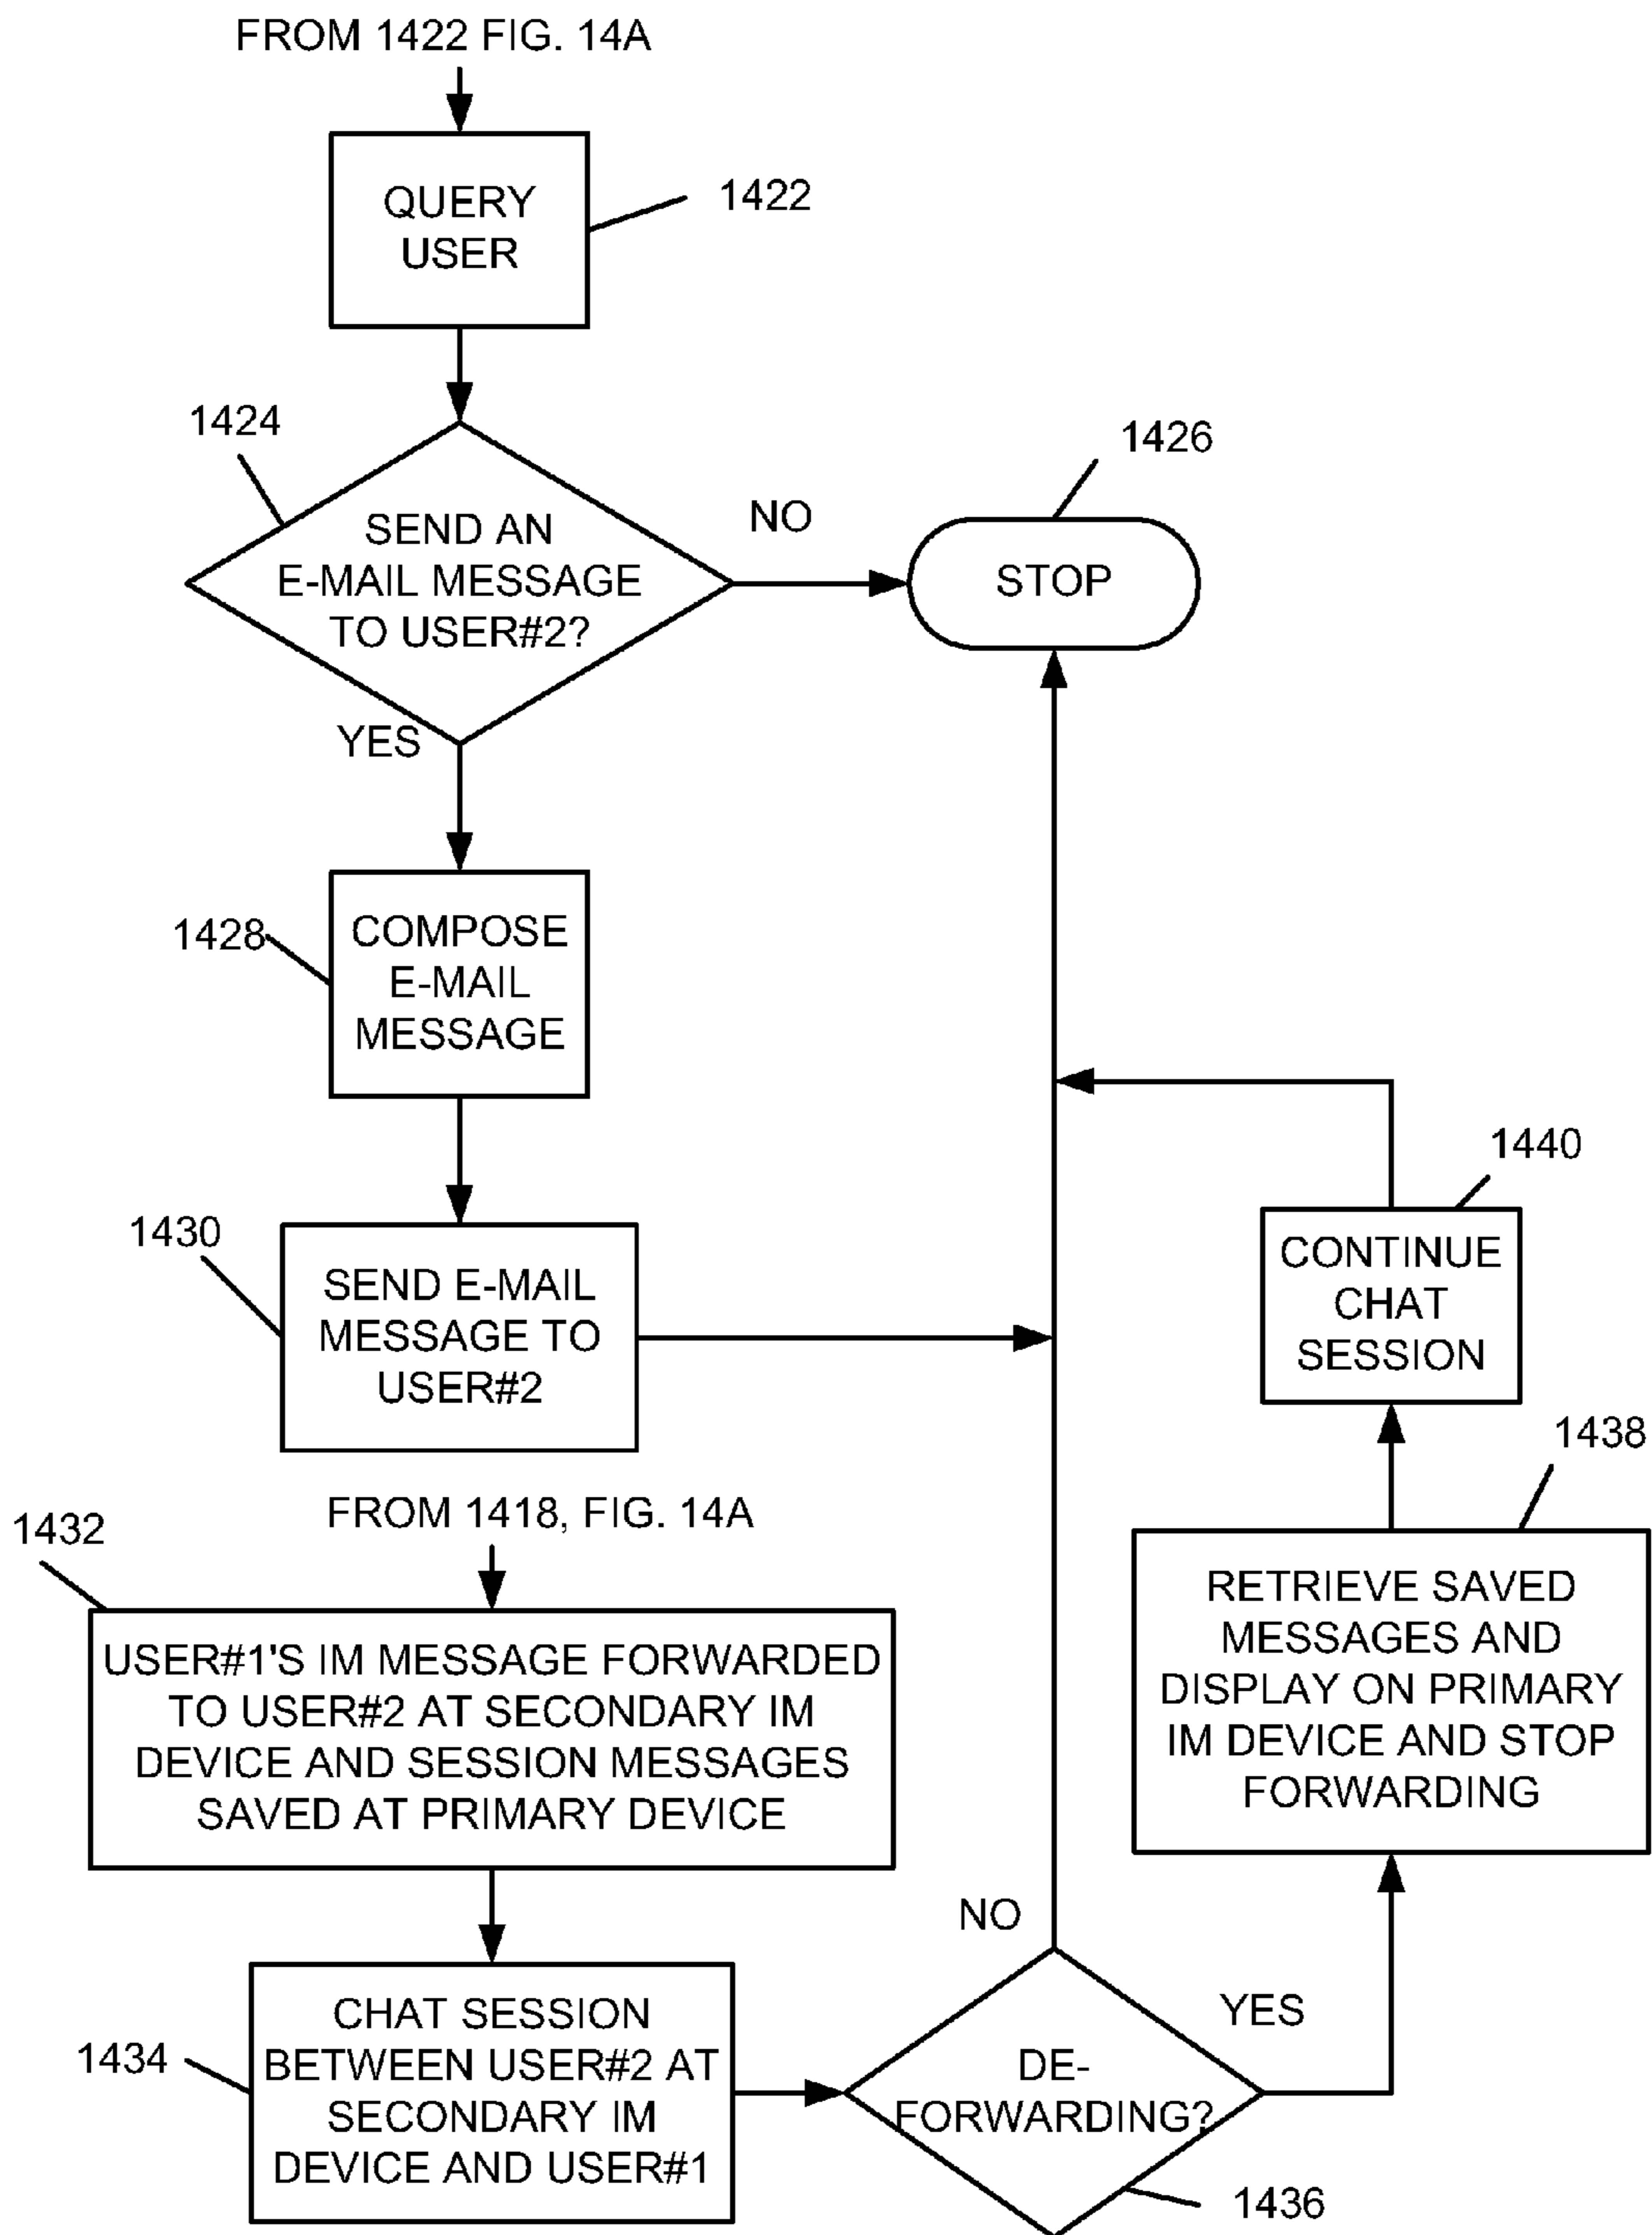 FROM 1422 FIG. 14A
QUERY
USER
1422
1424
SEND AN
E-MAIL MESSAGE
TO USER#2?
NO
1426
STOP
YES
1428
COMPOSE
E-MAIL
MESSAGE
1430
SEND E-MAIL
MESSAGE TO
USER#2
1440
CONTINUE
CHAT
SESSION
1438
RETRIEVE SAVED
MESSAGES AND
DISPLAY ON PRIMARY
IM DEVICE AND STOP
FORWARDING
FROM 1418, FIG. 14A
1432
USER#1'S IM MESSAGE FORWARDED
TO USER#2 AT SECONDARY IM
DEVICE AND SESSION MESSAGES
SAVED AT PRIMARY DEVICE
1434
CHAT SESSION
BETWEEN USER#2 AT
SECONDARY IM
DEVICE AND USER#1
NO
YES
DE-
FORWARDING?
1436